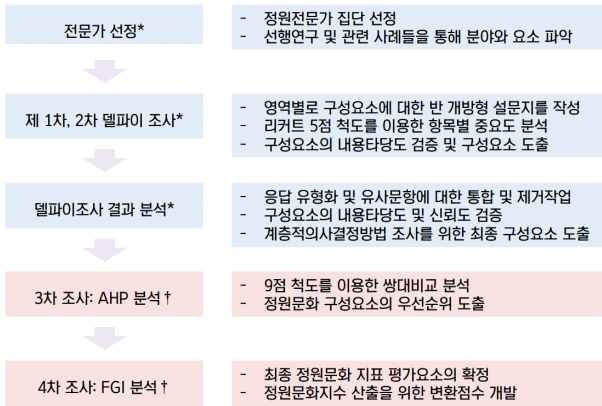 전문가 선정*
- 정원전문가 집단 선정
- 선행연구 및 관련 사례들을 통해 분야와 요소 파악
제 1차, 2차 델파이 조사*
- 영역별로 구성요소에 대한 반 개방형 설문지를 작성
- 리커트 5점 척도를 이용한 항목별 중요도 분석
- 구성요소의 내용타당도 검증 및 구성요소 도출
델파이조사 결과 분석*
- 응답 유형화 및 유사문항에 대한 통합 및 제거작업
- 구성요소의 내용타당도 및 신뢰도 검증
- 계층적의사결정방법 조사를 위한 최종 구성요소 도출
3차 조사: AHP 분석 †
- 9점 척도를 이용한 쌍대비교 분석
- 정원문화 구성요소의 우선순위 도출
4차 조사: FGI 분석 †
- 최종 정원문화 지표 평가요소의 확정
- 정원문화지수 산출을 위한 변환점수 개발